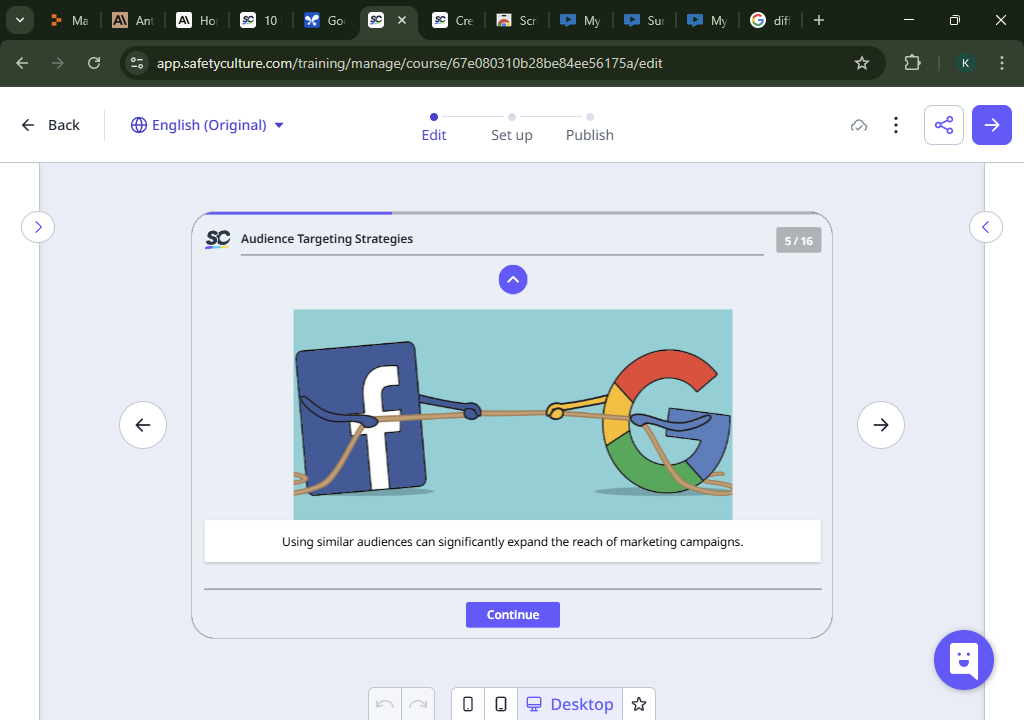 Ma
Ant
Ho
10
Go
Cre
Scri
My
Sur
My
diff
app.safetyculture.com/training/manage/course/67e080310b28be84ee56175a/edit
K
Back
English (Original)
Edit
Set up
Publish
SC
Audience Targeting Strategies
5 / 16
f
G
Using similar audiences can significantly expand the reach of marketing campaigns.
Continue
Desktop